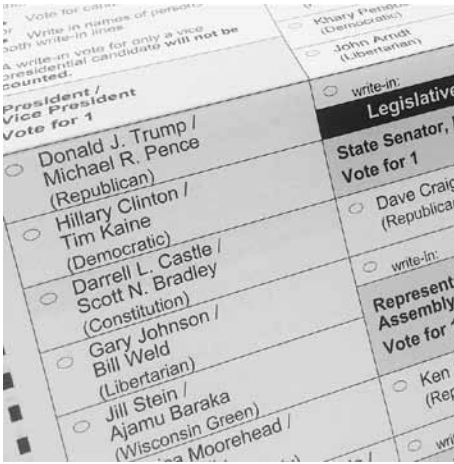 Vote for
Write in names of persons
both write-in lines
A write-in vote for only a vice
presidential candidate will not be
counted.
President /
Vice President
Vote for 1
Donald J. Trump /
Michael R. Pence
(Republican)
Hillary Clinton /
Tim Kaine
(Democratic)
Darrell L. Castle /
Scott N. Bradley
(Constitution)
Gary Johnson /
Bill Weld
(Libertarian)
Jill Stein /
Ajamu Baraka
(Wisconsin Green)
Moorehead /
Khary
(Democratic)
John Arndt
(Libertarian)
write-in:
Legislative
State Senator,
Vote for 1
Dave Craig
(Republica
write-in:
Represent
Assembly
Vote for
Ken
(Rep
writ